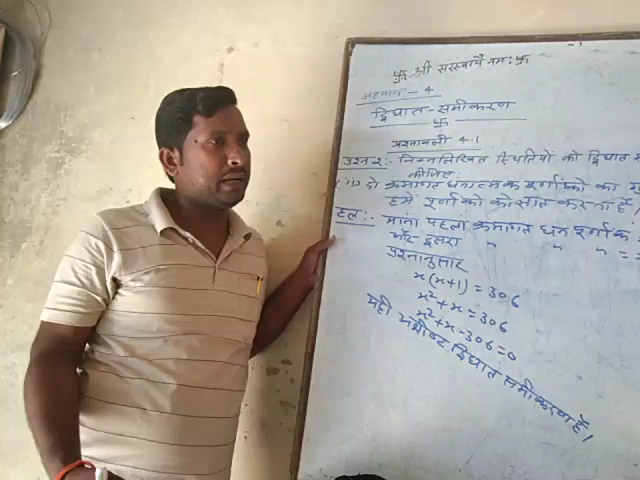 卐 श्री सरस्वत्यै नमः 卐
अध्याय - 4
द्विघात - समीकरण
卐
प्रश्नावली 4.1
प्रश्न 2:- निम्नलिखित स्थितियों को द्विघात स
कीजिए
(ii) दो क्रमागत धनात्मक पूर्णांकों का
हमें पूर्णांकों को ज्ञात करना है।
हल:- माना पहला क्रमागत धन पूर्णांक
और दूसरा " " " =
प्रश्नानुसार
x(x+1) = 306
x²+x = 306
x²+x-306=0
यही अभीष्ट द्विघात समीकरण है।